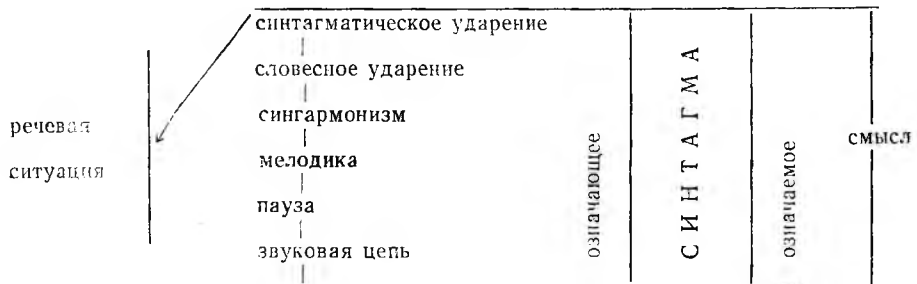 речевая
ситуация
синтагматическое ударение
словесное ударение
сингармонизм
мелодика
пауза
звуковая цепь
означающее
СИНТАГМА
означаемое
смысл